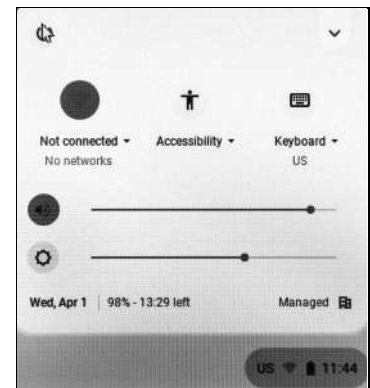 Not connected
Accessibility
Keyboard
No networks
US
Wed, Apr 1
98% - 13:29 left
Managed
US
11:44